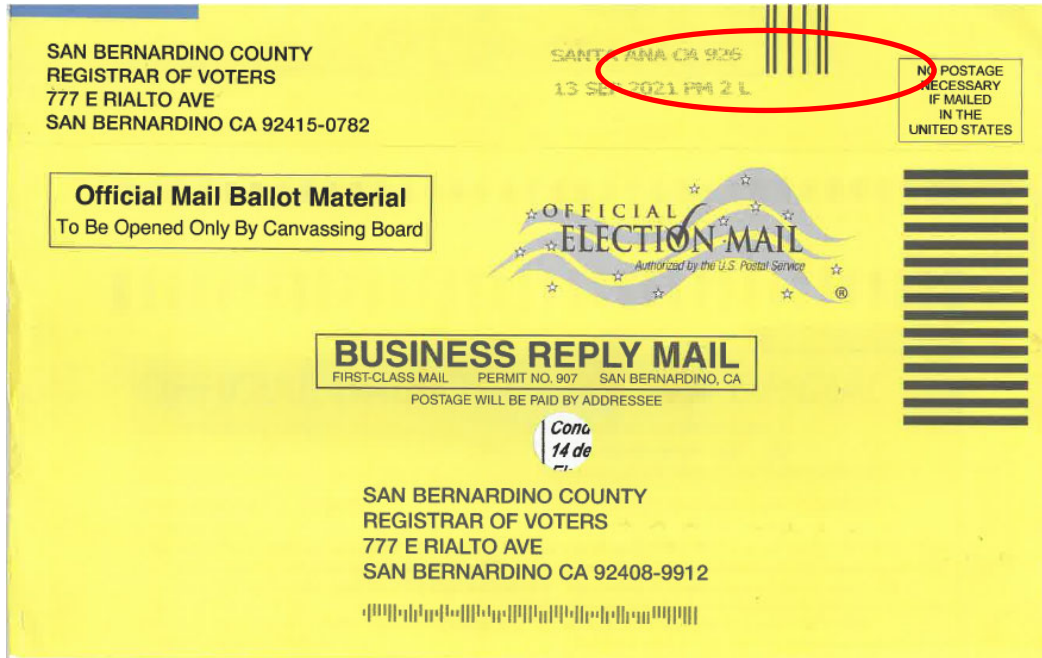 SAN BERNARDINO COUNTY
REGISTRAR OF VOTERS
777 E RIALTO AVE
SAN BERNARDINO CA 92415-0782
SANTA ANA CA 926
13 SEP 2021 PM 2 L
NO POSTAGE
NECESSARY
IF MAILED
IN THE
UNITED STATES
Official Mail Ballot Material
To Be Opened Only By Canvassing Board
OFFICIAL
ELECTION MAIL
Authorized by the U.S. Postal Service
®
BUSINESS REPLY MAIL
FIRST-CLASS MAIL PERMIT NO. 907 SAN BERNARDINO, CA
POSTAGE WILL BE PAID BY ADDRESSEE
14 de
SAN BERNARDINO COUNTY
REGISTRAR OF VOTERS
777 E RIALTO AVE
SAN BERNARDINO CA 92408-9912